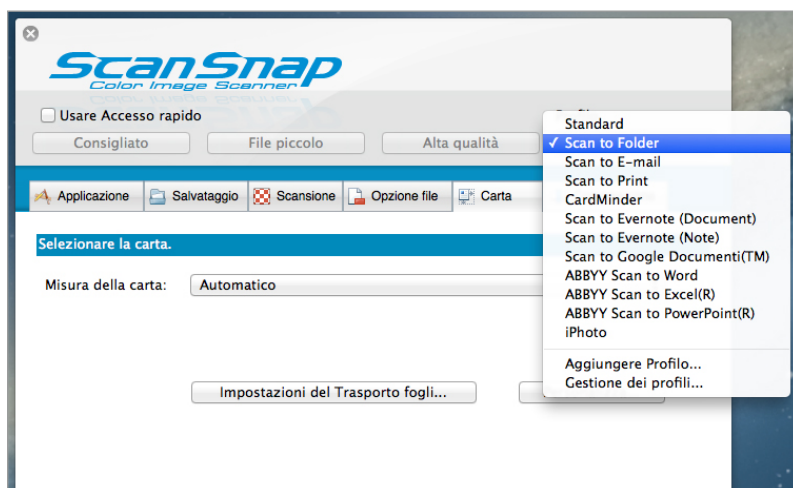 ScanSnap
Color Image Scanner
Usare Accesso rapido
Consigliato
File piccolo
Alta qualità
Standard
Scan to Folder
Scan to E-mail
Scan to Print
CardMinder
Scan to Evernote (Document)
Scan to Evernote (Note)
Scan to Google Documenti(TM)
ABBYY Scan to Word
ABBYY Scan to Excel(R)
ABBYY Scan to PowerPoint(R)
iPhoto
Aggiungere Profilo...
Gestione dei profili...
Applicazione
Salvataggio
Scansione
Opzione file
Carta
Selezionare la carta.
Misura della carta:
Automatico
Impostazioni del Trasporto fogli...